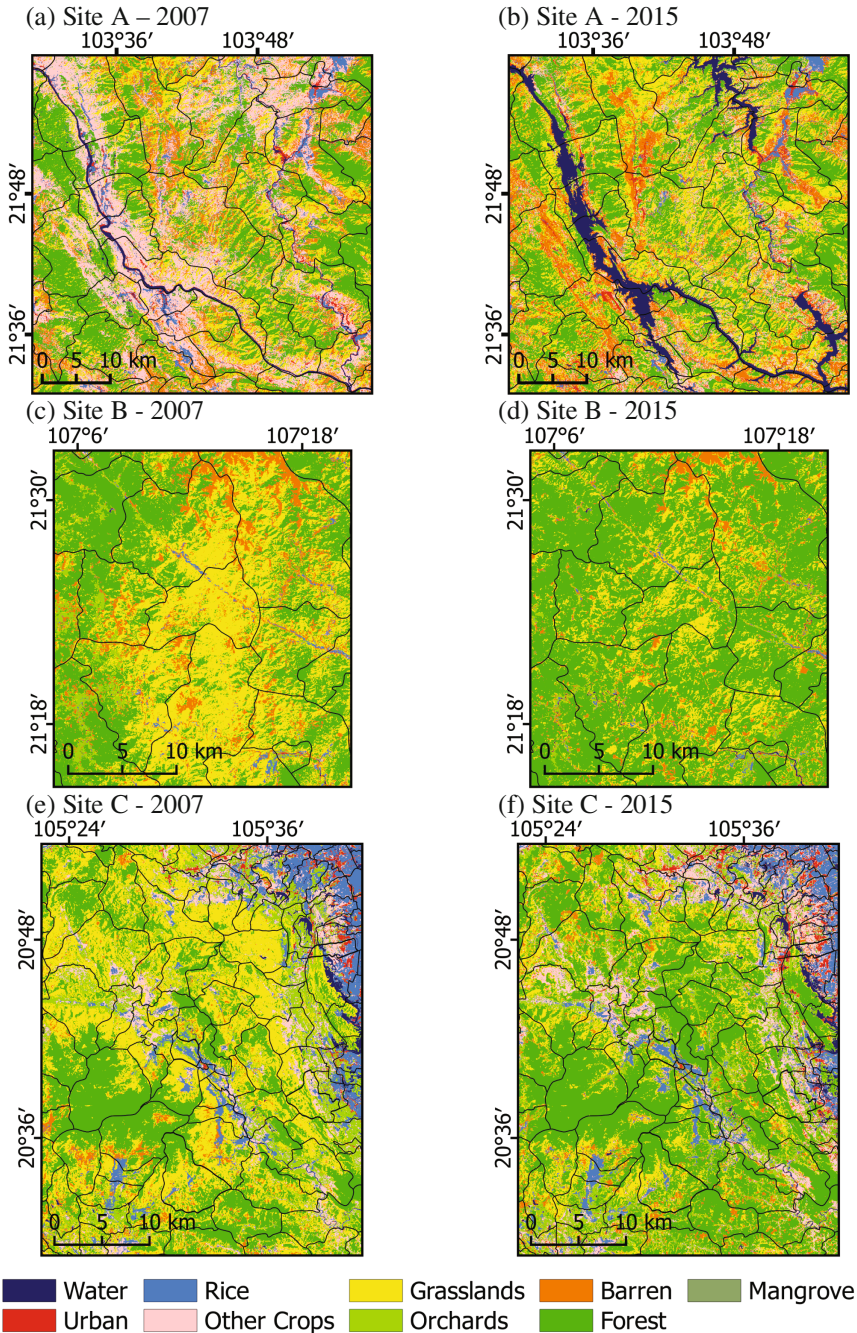 (a) Site A – 2007
(b) Site A - 2015
103°36′ 103°48′
103°36′ 103°48′
21°48′
21°36′
0 5 10 km
21°48′
21°36′
0 5 10 km
(c) Site B - 2007
(d) Site B - 2015
107°6′ 107°18′
107°6′ 107°18′
21°30′
21°18′
0 5 10 km
21°30′
21°18′
0 5 10 km
(e) Site C - 2007
(f) Site C - 2015
105°24′ 105°36′
105°24′ 105°36′
20°48′
20°36′
0 5 10 km
20°48′
20°36′
0 5 10 km
Water Rice Grasslands Barren Mangrove
Urban Other Crops Orchards Forest